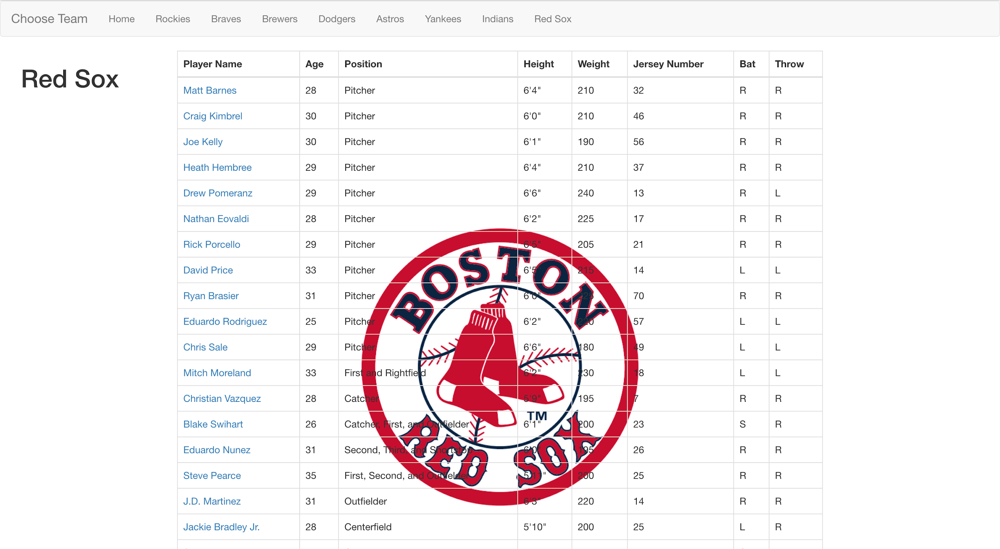 Choose Team Home Rockies Braves Brewers Dodgers Astros Yankees Indians Red Sox
Red Sox
Player Name Age Position Height Weight Jersey Number Bat Throw
Matt Barnes 28 Pitcher 6'4" 210 32 R R
Craig Kimbrel 30 Pitcher 6'0" 210 46 R R
Joe Kelly 30 Pitcher 6'1" 190 56 R R
Heath Hembree 29 Pitcher 6'4" 210 37 R R
Drew Pomeranz 29 Pitcher 6'6" 240 13 R L
Nathan Eovaldi 28 Pitcher 6'2" 225 17 R R
Rick Porcello 29 Pitcher 6'5" 205 21 R R
David Price 33 Pitcher 6'5" 215 14 L L
Ryan Brasier 31 Pitcher 6'0" 225 70 R R
Eduardo Rodriguez 25 Pitcher 6'2" 220 57 L L
Chris Sale 29 Pitcher 6'6" 180 49 L L
Mitch Moreland 33 First and Rightfield 6'2" 230 18 L L
Christian Vazquez 28 Catcher 5'9" 195 7 R R
Blake Swihart 26 Catcher, First, and Outfielder 6'1" 200 23 S R
Eduardo Nunez 31 Second, Third, and Shortstop 6'0" 195 26 R R
Steve Pearce 35 First, Second, and Outfielder 5'11" 200 25 R R
J.D. Martinez 31 Outfielder 6'3" 220 14 R R
Jackie Bradley Jr. 28 Centerfield 5'10" 200 25 L R
BOSTON
TM
RED SOX